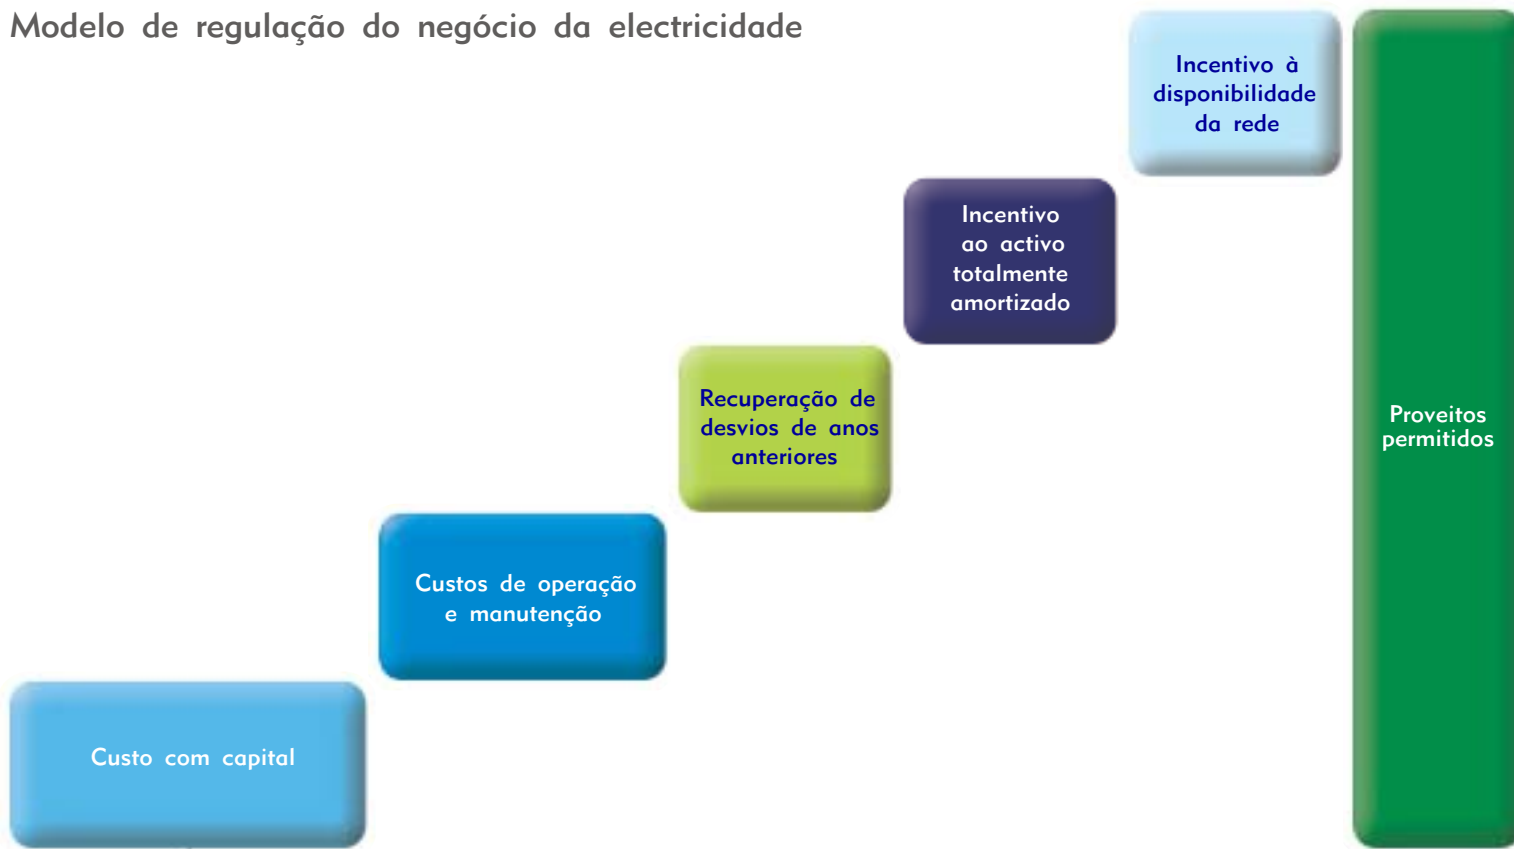 Modelo de regulação do negócio da electricidade
Incentivo à
disponibilidade
da rede
Incentivo
ao activo
totalmente
amortizado
Recuperação de
desvios de anos
anteriores
Proveitos
permitidos
Custos de operação
e manutenção
Custo com capital